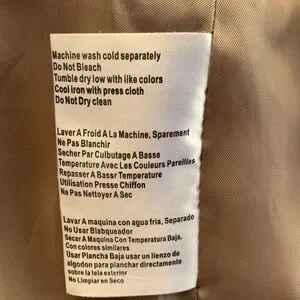 Machine wash cold separately
Do Not Bleach
Tumble dry low with like colors
Cool iron with press cloth
Do Not Dry clean
Laver A Froid A La Machine, Sparement
Ne Pas Blanchir
Secher Par Culbutage A Basse
Temperature Avec Les Couleurs Pareilles
Repasser A Bassr Temperature
Utilisation Presse Chiffon
Ne Pas Nettoyer A Sec
Lavar A maquina con agua fria, Separado
No Usar Blabqueador
Secar A Maquina Con Temperatura Baja,
Con colores similares
Usar Plancha Baja usar un lienzo de
algodon para planchar directamente
sobre la tela exterior
No Limpiar en Seco